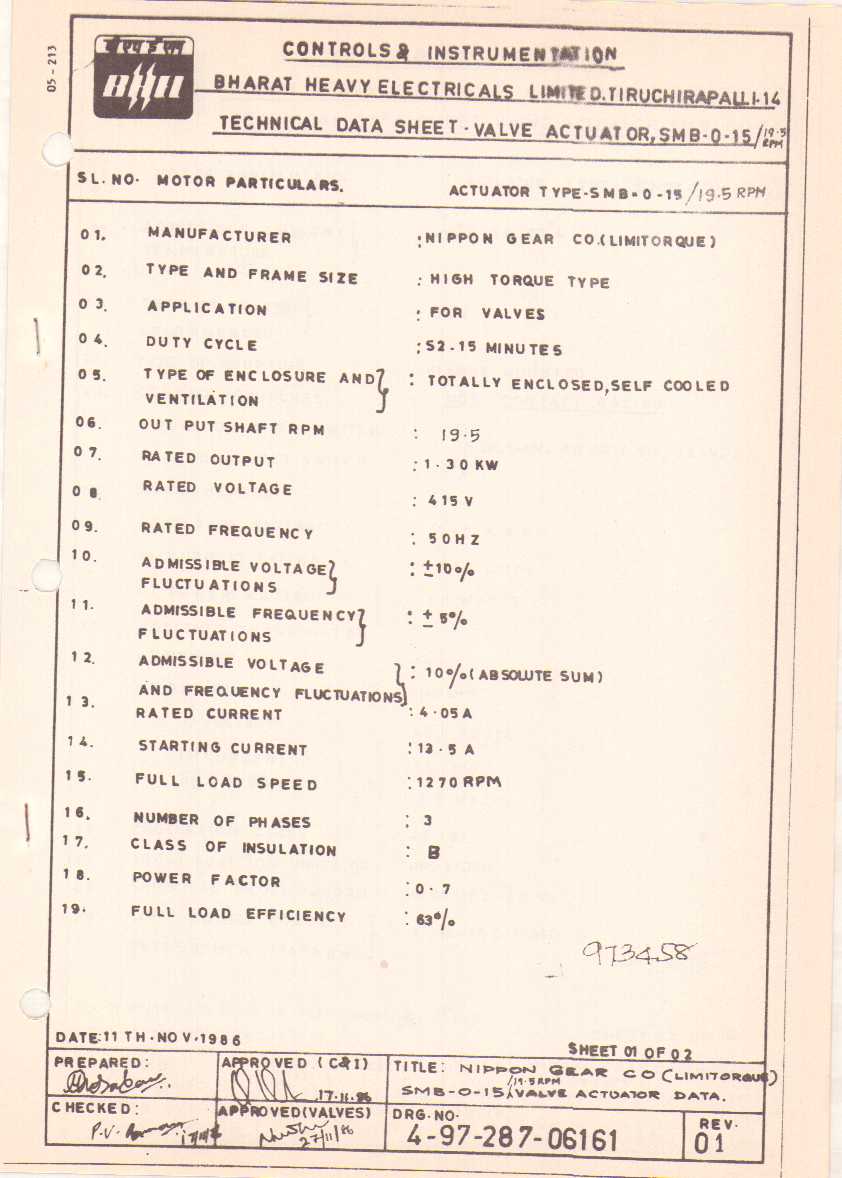 05-213
बीएचईएल
CONTROLS & INSTRUMENTATION
BHARAT HEAVY ELECTRICALS LIMITED. TIRUCHIRAPALLI-14
TECHNICAL DATA SHEET - VALVE ACTUATOR, SMB-0-15/19.5 RPM
SL. NO. MOTOR PARTICULARS. ACTUATOR TYPE-SMB-0-15/19.5 RPM
01. MANUFACTURER : NIPPON GEAR CO.(LIMITORQUE)
02. TYPE AND FRAME SIZE : HIGH TORQUE TYPE
03. APPLICATION : FOR VALVES
04. DUTY CYCLE : S2-15 MINUTES
05. TYPE OF ENCLOSURE AND : TOTALLY ENCLOSED, SELF COOLED
VENTILATION
06. OUT PUT SHAFT RPM : 19.5
07. RATED OUTPUT : 1.30 KW
08. RATED VOLTAGE : 415 V
09. RATED FREQUENCY : 50HZ
10. ADMISSIBLE VOLTAGE : ±10%
FLUCTUATIONS
11. ADMISSIBLE FREQUENCY : ± 5%
FLUCTUATIONS
12. ADMISSIBLE VOLTAGE : 10% (ABSOLUTE SUM)
AND FREQUENCY FLUCTUATIONS
13. RATED CURRENT : 4.05 A
14. STARTING CURRENT : 13.5 A
15. FULL LOAD SPEED : 1270 RPM
16. NUMBER OF PHASES : 3
17. CLASS OF INSULATION : B
18. POWER FACTOR : 0.7
19. FULL LOAD EFFICIENCY : 63%
973458
DATE: 11 TH. NOV. 1986 SHEET 01 OF 02
PREPARED: APPROVED (C&I) TITLE: NIPPON GEAR CO (LIMITORQUE)
17.11.86 SMB-0-15/19.5 RPM VALVE ACTUATOR DATA.
CHECKED: APPROVED (VALVES) DRG. NO. REV.
P.V. 27/11/86 4-97-287-06161 01